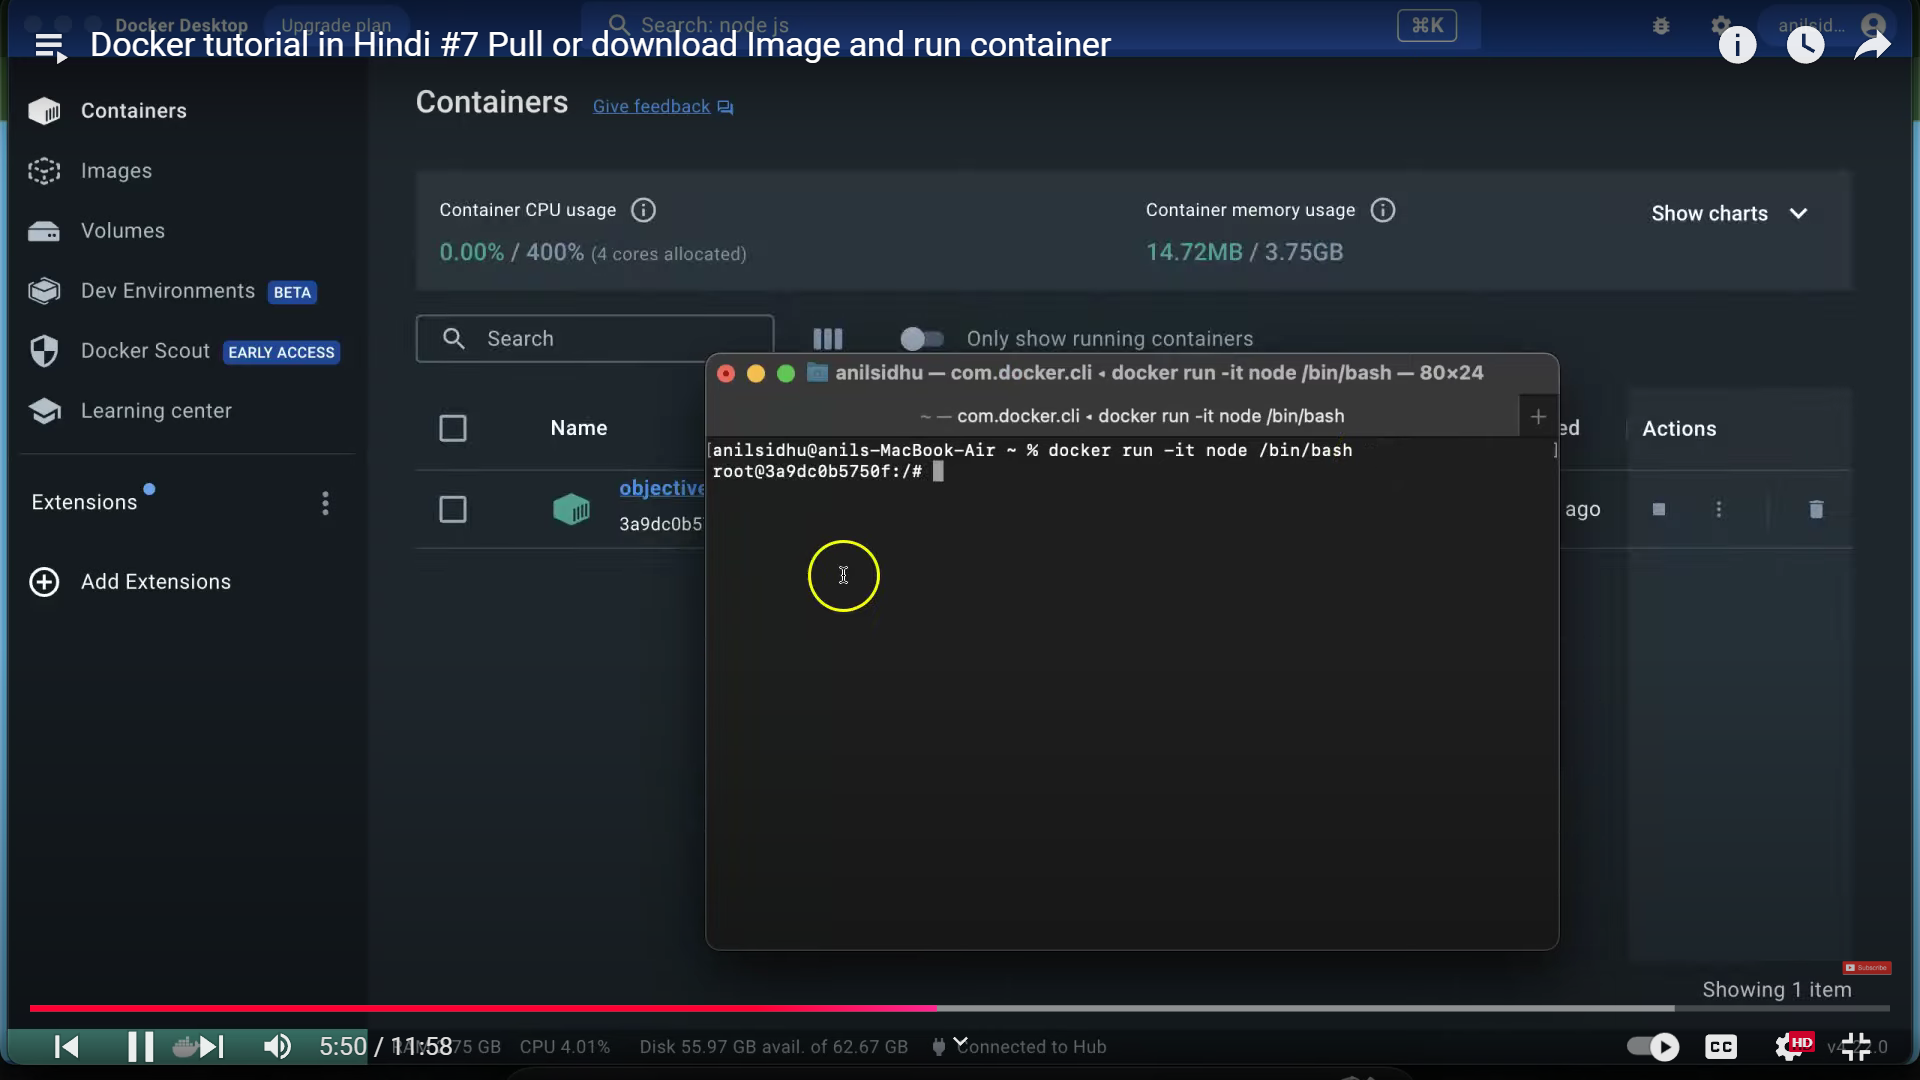 Docker Desktop Upgrade plan Search: node js ⌘K anilsid...
Docker tutorial in Hindi #7 Pull or download Image and run container
Containers
Images
Volumes
Dev Environments BETA
Docker Scout EARLY ACCESS
Learning center
Extensions
Add Extensions
Containers Give feedback
Container CPU usage
0.00% / 400% (4 cores allocated)
Container memory usage
14.72MB / 3.75GB
Show charts
Search
Only show running containers
Name
ed
Actions
objective
3a9dc0b5
ago
anilsidhu — com.docker.cli ◂ docker run -it node /bin/bash — 80×24
~ — com.docker.cli ◂ docker run -it node /bin/bash
[anilsidhu@anils-MacBook-Air ~ % docker run -it node /bin/bash ]
root@3a9dc0b5750f:/#
Subscribe
Showing 1 item
5:50 / 11:58
75 GB CPU 4.01% Disk 55.97 GB avail. of 62.67 GB Connected to Hub
CC
HD